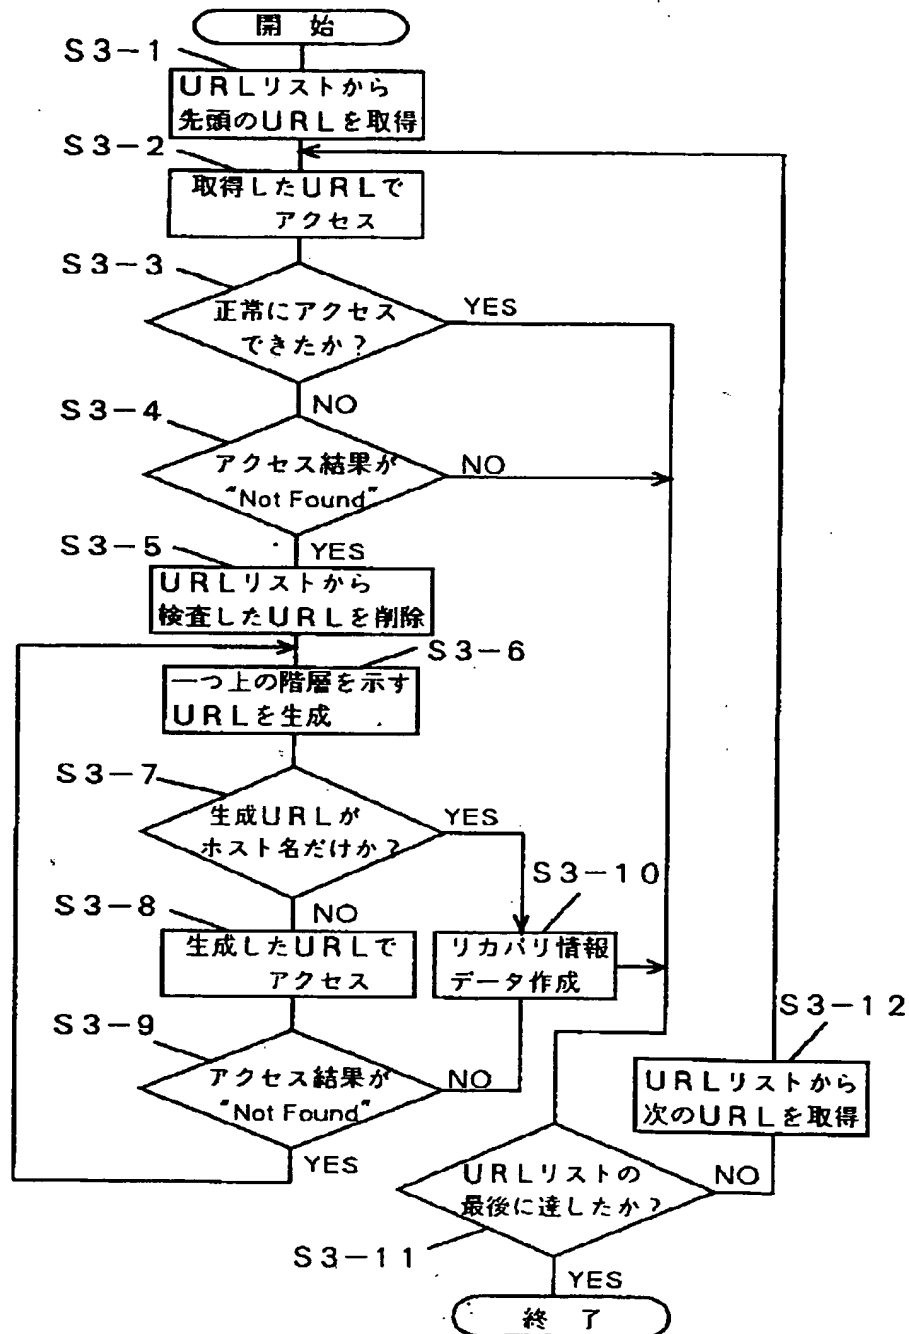 開 始
S3-1
URLリストから
先頭のURLを取得
S3-2
取得したURLで
アクセス
S3-3
正常にアクセス
できたか?
YES
NO
S3-4
アクセス結果が
"Not Found"
NO
YES
S3-5
URLリストから
検査したURLを削除
S3-6
一つ上の階層を示す
URLを生成
S3-7
生成URLが
ホスト名だけか?
YES
NO
S3-8
生成したURLで
アクセス
S3-10
リカバリ情報
データ作成
S3-9
アクセス結果が
"Not Found"
NO
YES
S3-12
URLリストから
次のURLを取得
URLリストの
最後に達したか?
NO
S3-11
YES
終 了